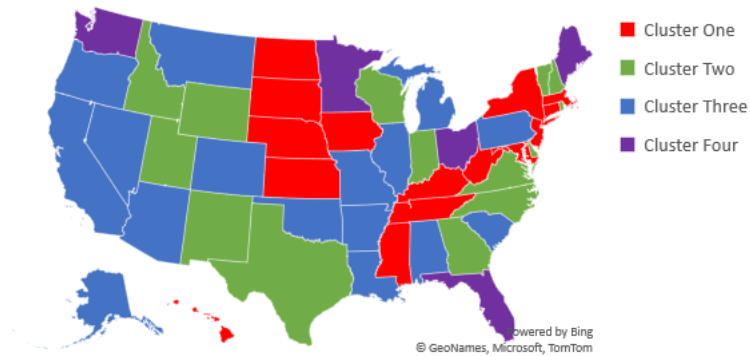 Cluster One
Cluster Two
Cluster Three
Cluster Four
Powered by Bing
© GeoNames, Microsoft, TomTom